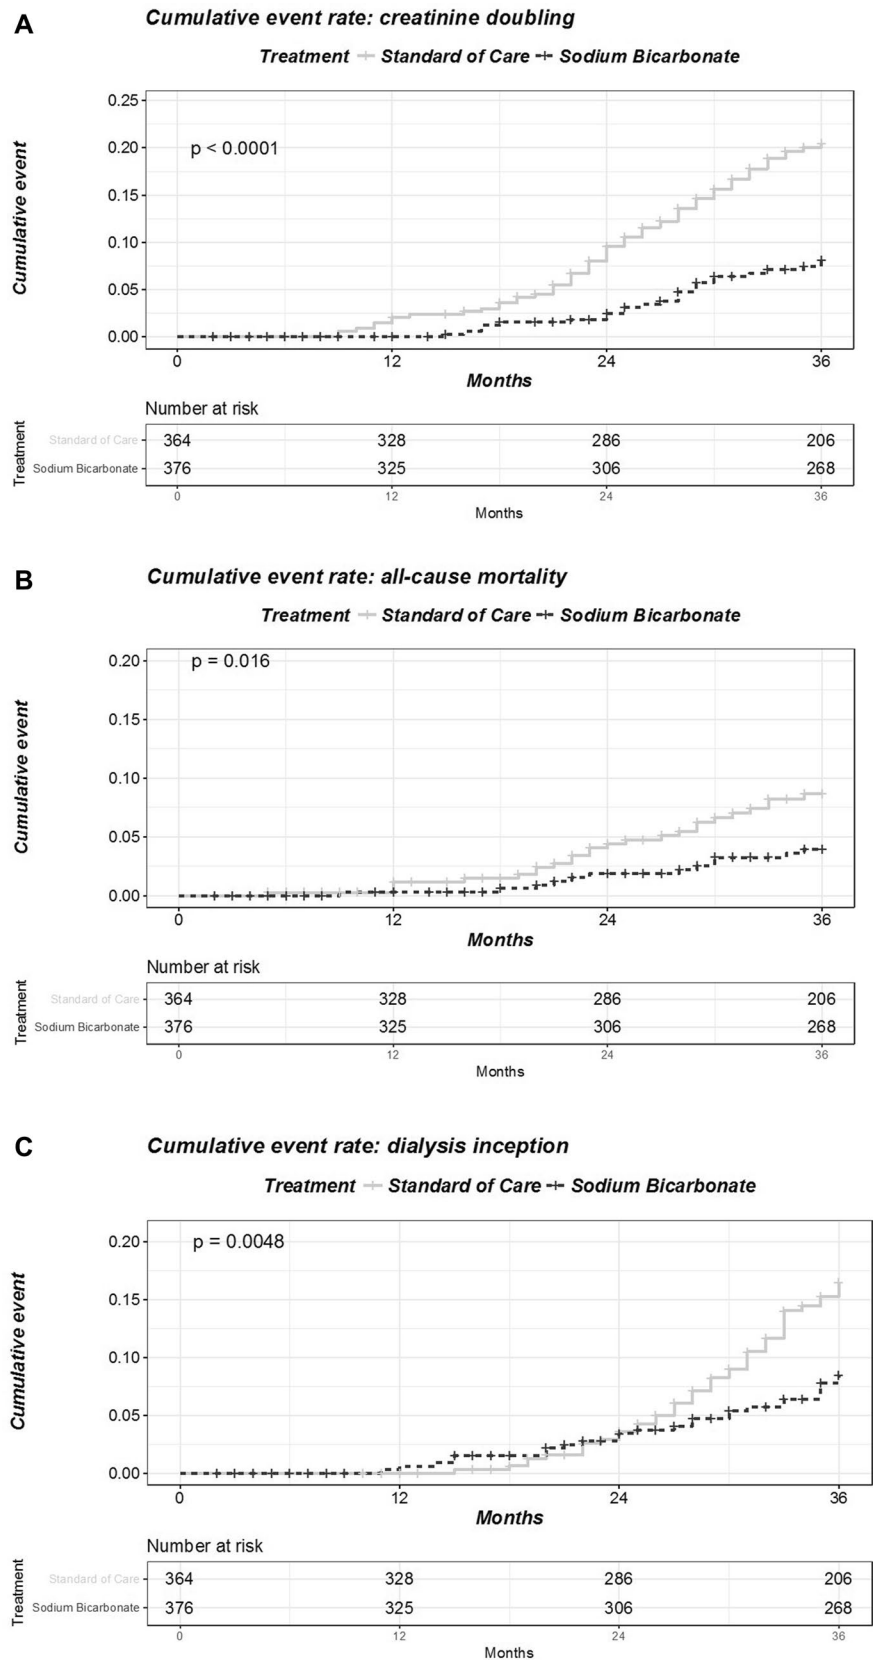 A
Cumulative event rate: creatinine doubling
Treatment Standard of Care Sodium Bicarbonate
Cumulative event
0.25
0.20
0.15
0.10
0.05
0.00
p < 0.0001
0 12 24 36
Months
Number at risk
Treatment
Standard of Care 364 328 286 206
Sodium Bicarbonate 376 325 306 268
0 12 24 36
Months
B
Cumulative event rate: all-cause mortality
Treatment Standard of Care Sodium Bicarbonate
Cumulative event
0.20
0.15
0.10
0.05
0.00
p = 0.016
0 12 24 36
Months
Number at risk
Treatment
Standard of Care 364 328 286 206
Sodium Bicarbonate 376 325 306 268
0 12 24 36
Months
C
Cumulative event rate: dialysis inception
Treatment Standard of Care Sodium Bicarbonate
Cumulative event
0.20
0.15
0.10
0.05
0.00
p = 0.0048
0 12 24 36
Months
Number at risk
Treatment
Standard of Care 364 328 286 206
Sodium Bicarbonate 376 325 306 268
0 12 24 36
Months